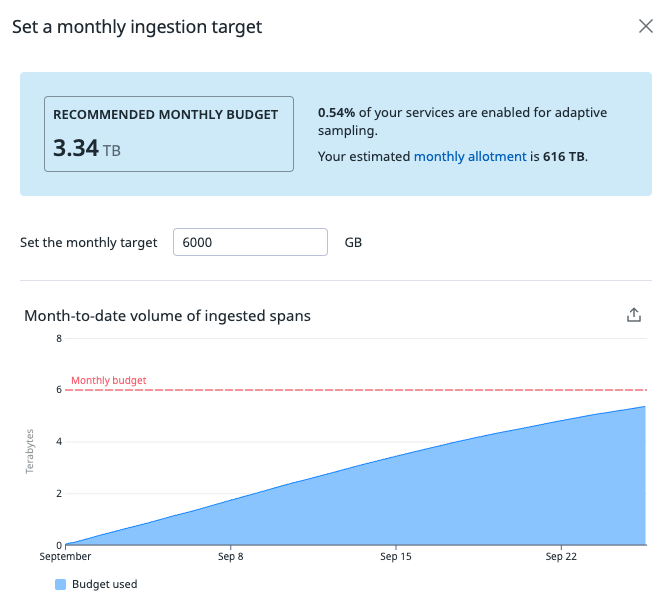 Set a monthly ingestion target
RECOMMENDED MONTHLY BUDGET
3.34 TB
0.54% of your services are enabled for adaptive
sampling.
Your estimated monthly allotment is 616 TB.
Set the monthly target
6000
GB
Month-to-date volume of ingested spans
8
Monthly budget
6
Terabytes
4
2
0
September
Sep 8
Sep 15
Sep 22
Budget used